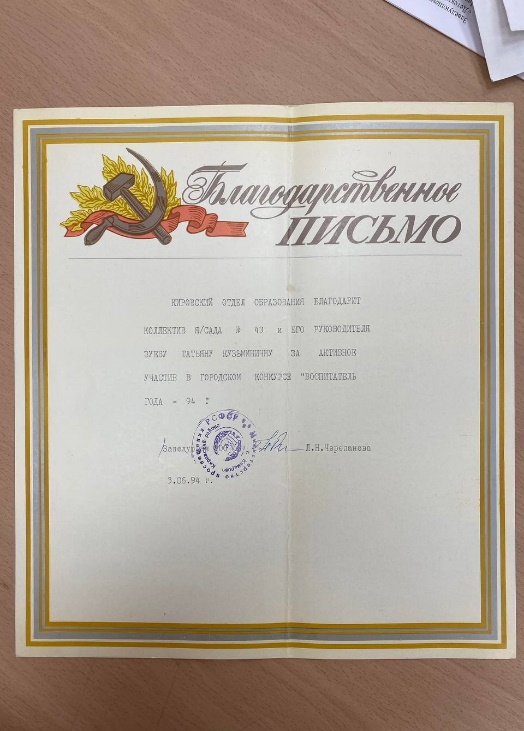 Благодарственное
ПИСЬМО
КИРОВСКИЙ ОТДЕЛ ОБРАЗОВАНИЯ БЛАГОДАРИТ
КОЛЛЕКТИВ Я/САДА № 43 и ЕГО РУКОВОДИТЕЛЯ
ЗУЕВУ ТАТЬЯНУ КУЗЬМИНИЧНУ ЗА АКТИВНОЕ
УЧАСТИЕ В ГОРОДСКОМ КОНКУРСЕ "ВОСПИТАТЕЛЬ
ГОДА - 94 Г
Л.Н.Черепанова
3.06.94 г.